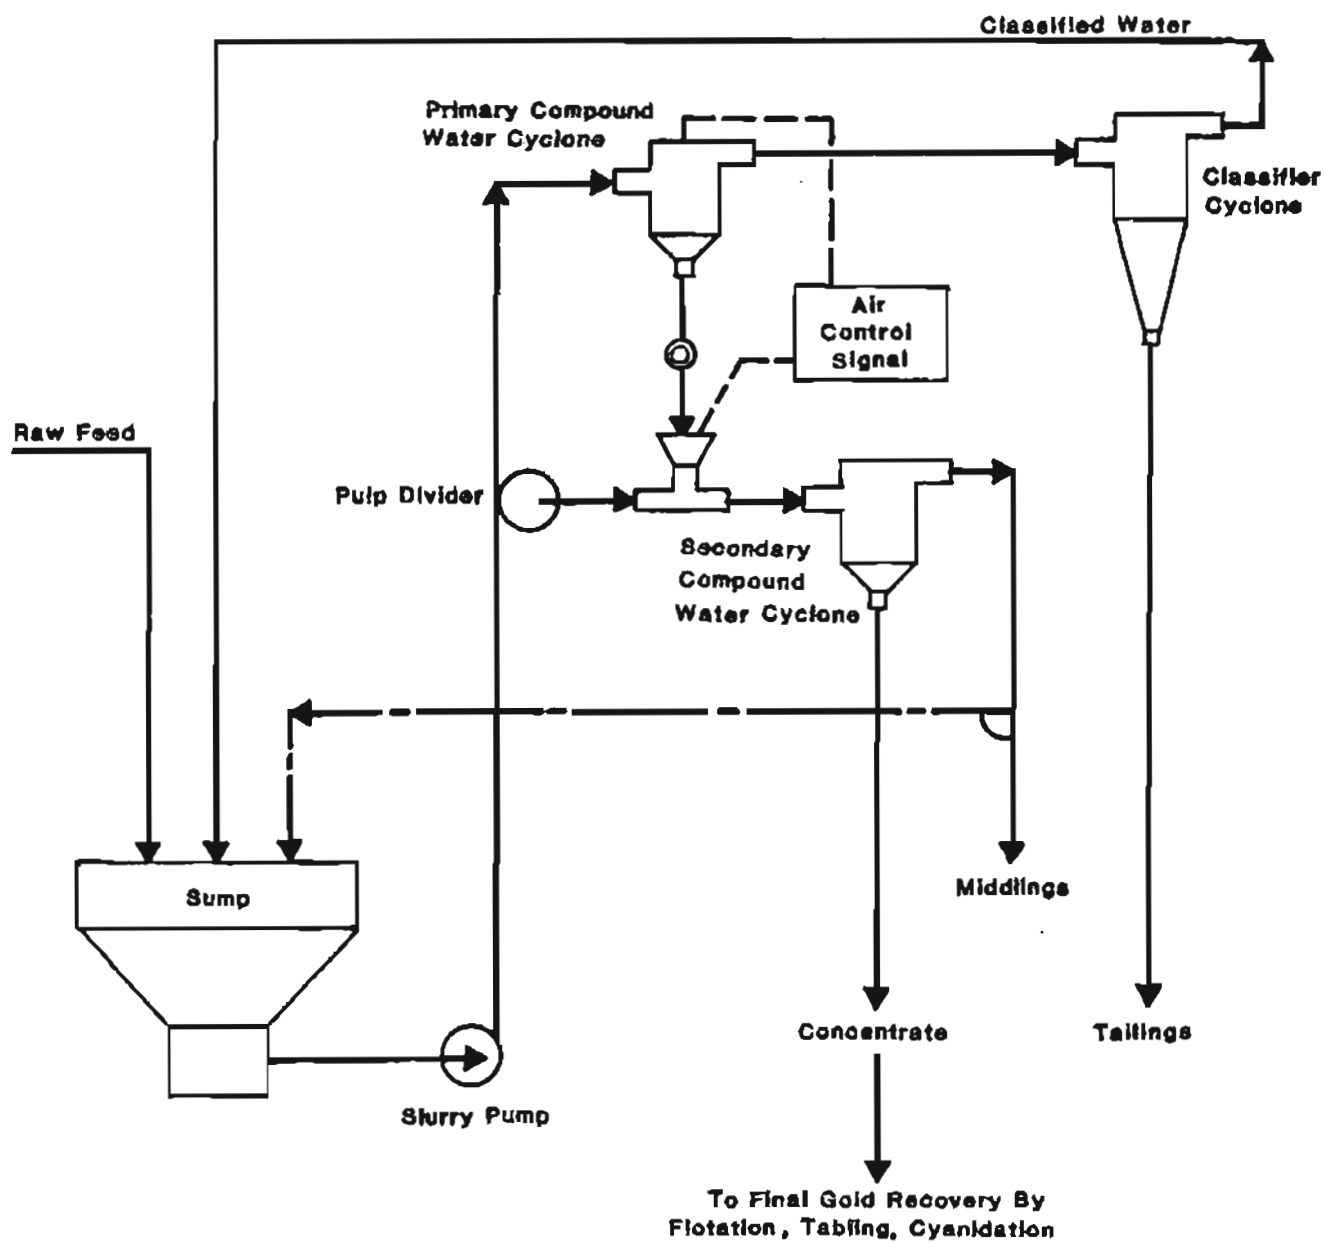 Classified Water
Primary Compound
Water Cyclone
Classifier
Cyclone
Air
Control
Signal
Raw Feed
Pulp Divider
Secondary
Compound
Water Cyclone
Middlings
Sump
Concentrate
Tailings
Slurry Pump
To Final Gold Recovery By
Flotation, Tabling, Cyanidation